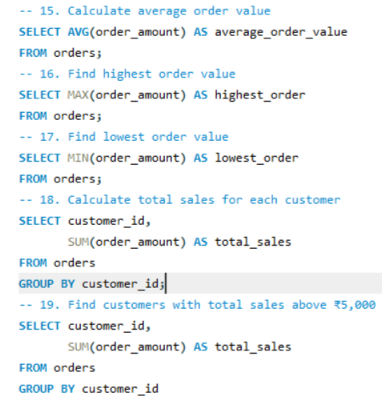 -- 15. Calculate average order value
SELECT AVG(order_amount) AS average_order_value
FROM orders;
-- 16. Find highest order value
SELECT MAX(order_amount) AS highest_order
FROM orders;
-- 17. Find lowest order value
SELECT MIN(order_amount) AS lowest_order
FROM orders;
-- 18. Calculate total sales for each customer
SELECT customer_id,
       SUM(order_amount) AS total_sales
FROM orders
GROUP BY customer_id;
-- 19. Find customers with total sales above ₹5,000
SELECT customer_id,
       SUM(order_amount) AS total_sales
FROM orders
GROUP BY customer_id